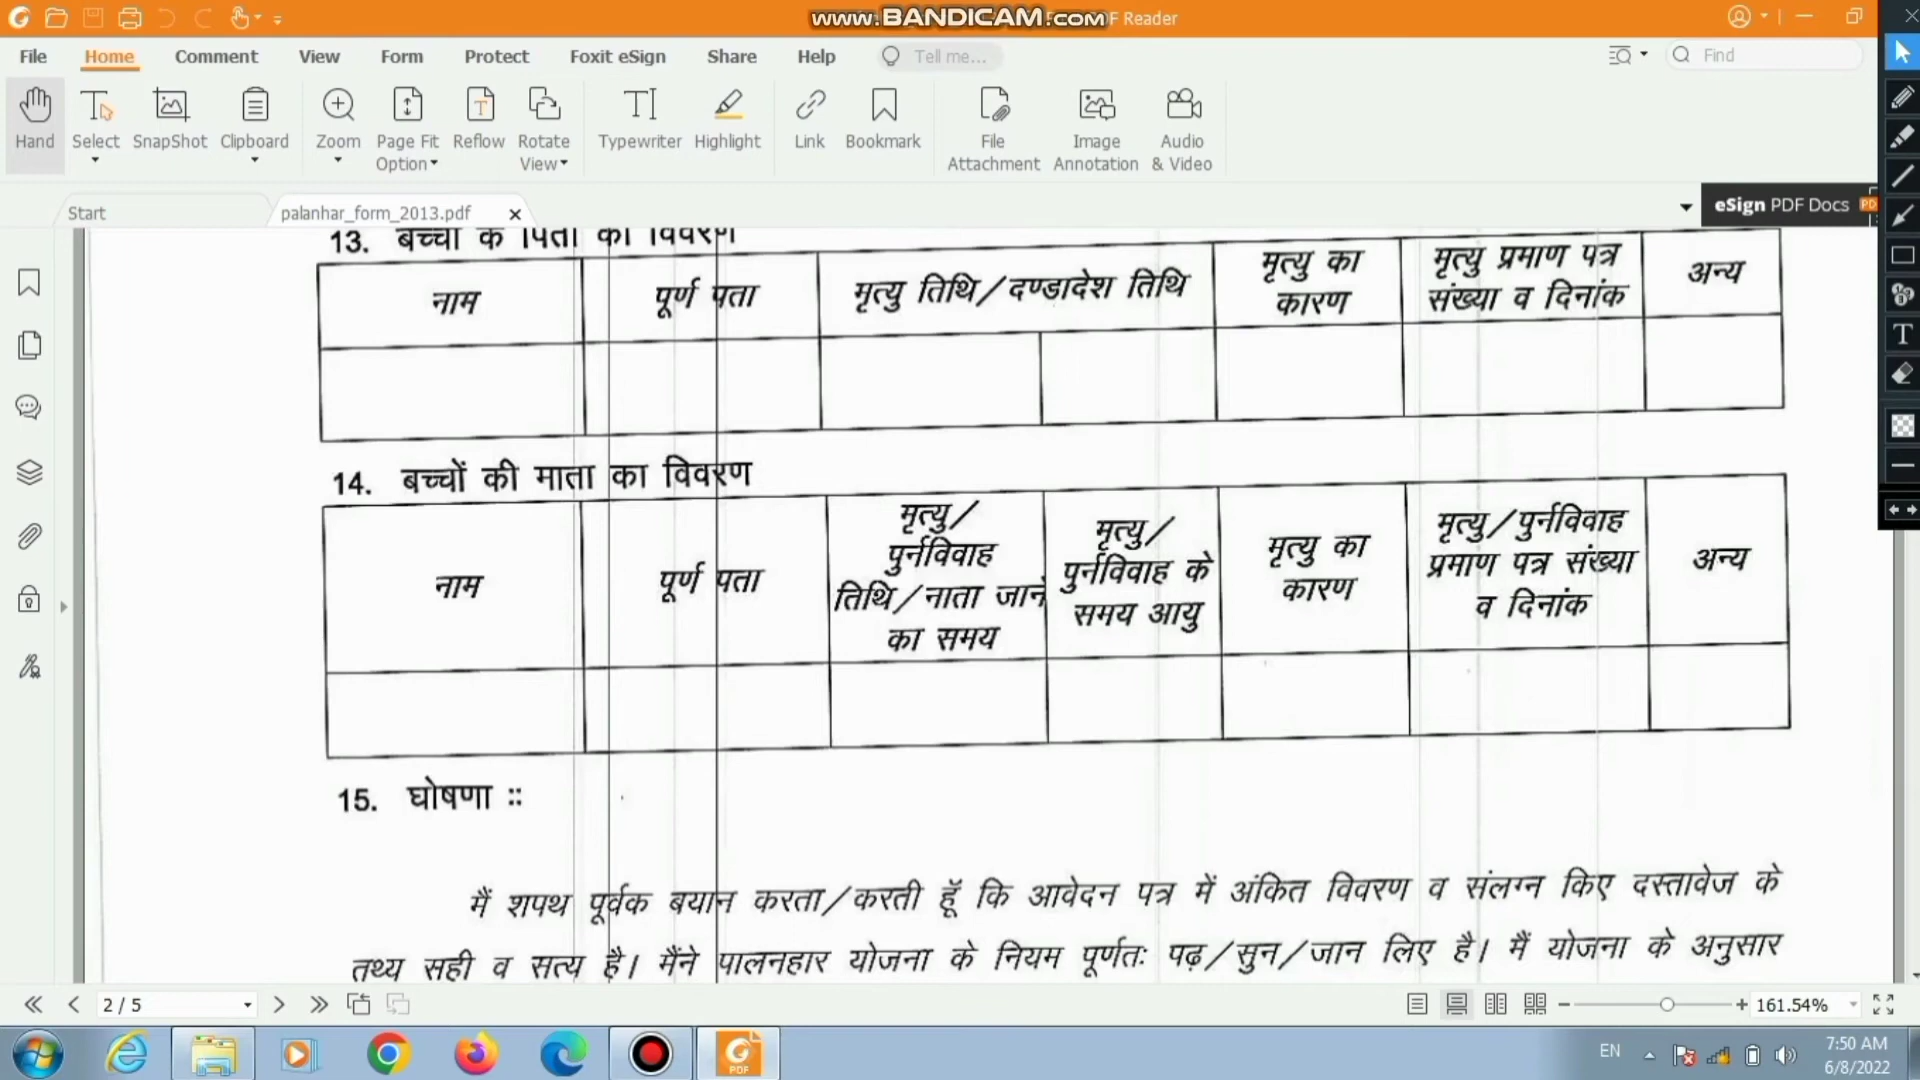 www.BANDICAM.com
F Reader
File Home Comment View Form Protect Foxit eSign Share Help Tell me... Find
Hand
Select
SnapShot
Clipboard
Zoom
Page Fit
Option
Reflow
Rotate
View
Typewriter
Highlight
Link
Bookmark
File
Attachment
Image
Annotation
Audio
& Video
Start
palanhar_form_2013.pdf
eSign PDF Docs
13. बच्चों के पिता का विवरण
नाम
पूर्ण पता
मृत्यु तिथि/दण्डादेश तिथि
मृत्यु का
कारण
मृत्यु प्रमाण पत्र
संख्या व दिनांक
अन्य
14. बच्चों की माता का विवरण
नाम
पूर्ण पता
मृत्यु/
पुर्नविवाह
तिथि/नाता जाने
का समय
मृत्यु/
पुर्नविवाह के
समय आयु
मृत्यु का
कारण
मृत्यु/पुर्नविवाह
प्रमाण पत्र संख्या
व दिनांक
अन्य
15. घोषणा ::
मैं शपथ पूर्वक बयान करता/करती हूँ कि आवेदन पत्र में अंकित विवरण व संलग्न किए दस्तावेज के
तथ्य सही व सत्य है। मैंने पालनहार योजना के नियम पूर्णतः पढ़/सुन/जान लिए है। मैं योजना के अनुसार
2 / 5
161.54%
EN
7:50 AM
6/8/2022
PDF